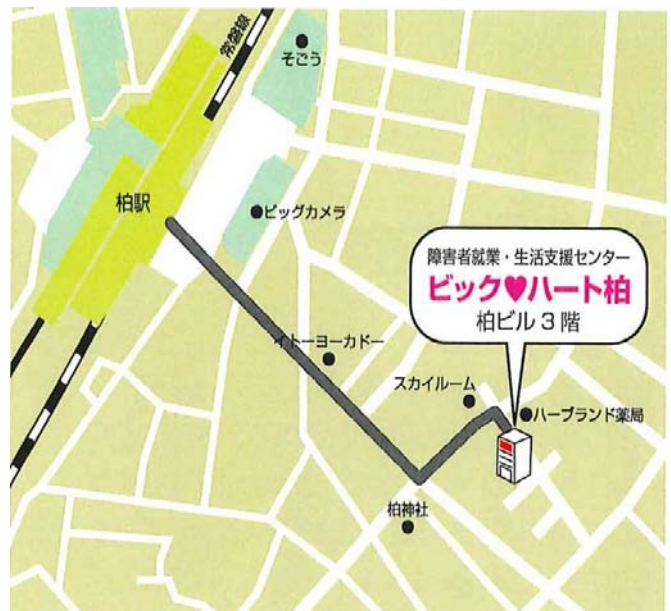 常磐線
そごう
柏駅
ビッグカメラ
障害者就業・生活支援センター
ビック♥ハート柏
柏ビル3階
イトーヨーカドー
スカイルーム
ハーブランド薬局
柏神社